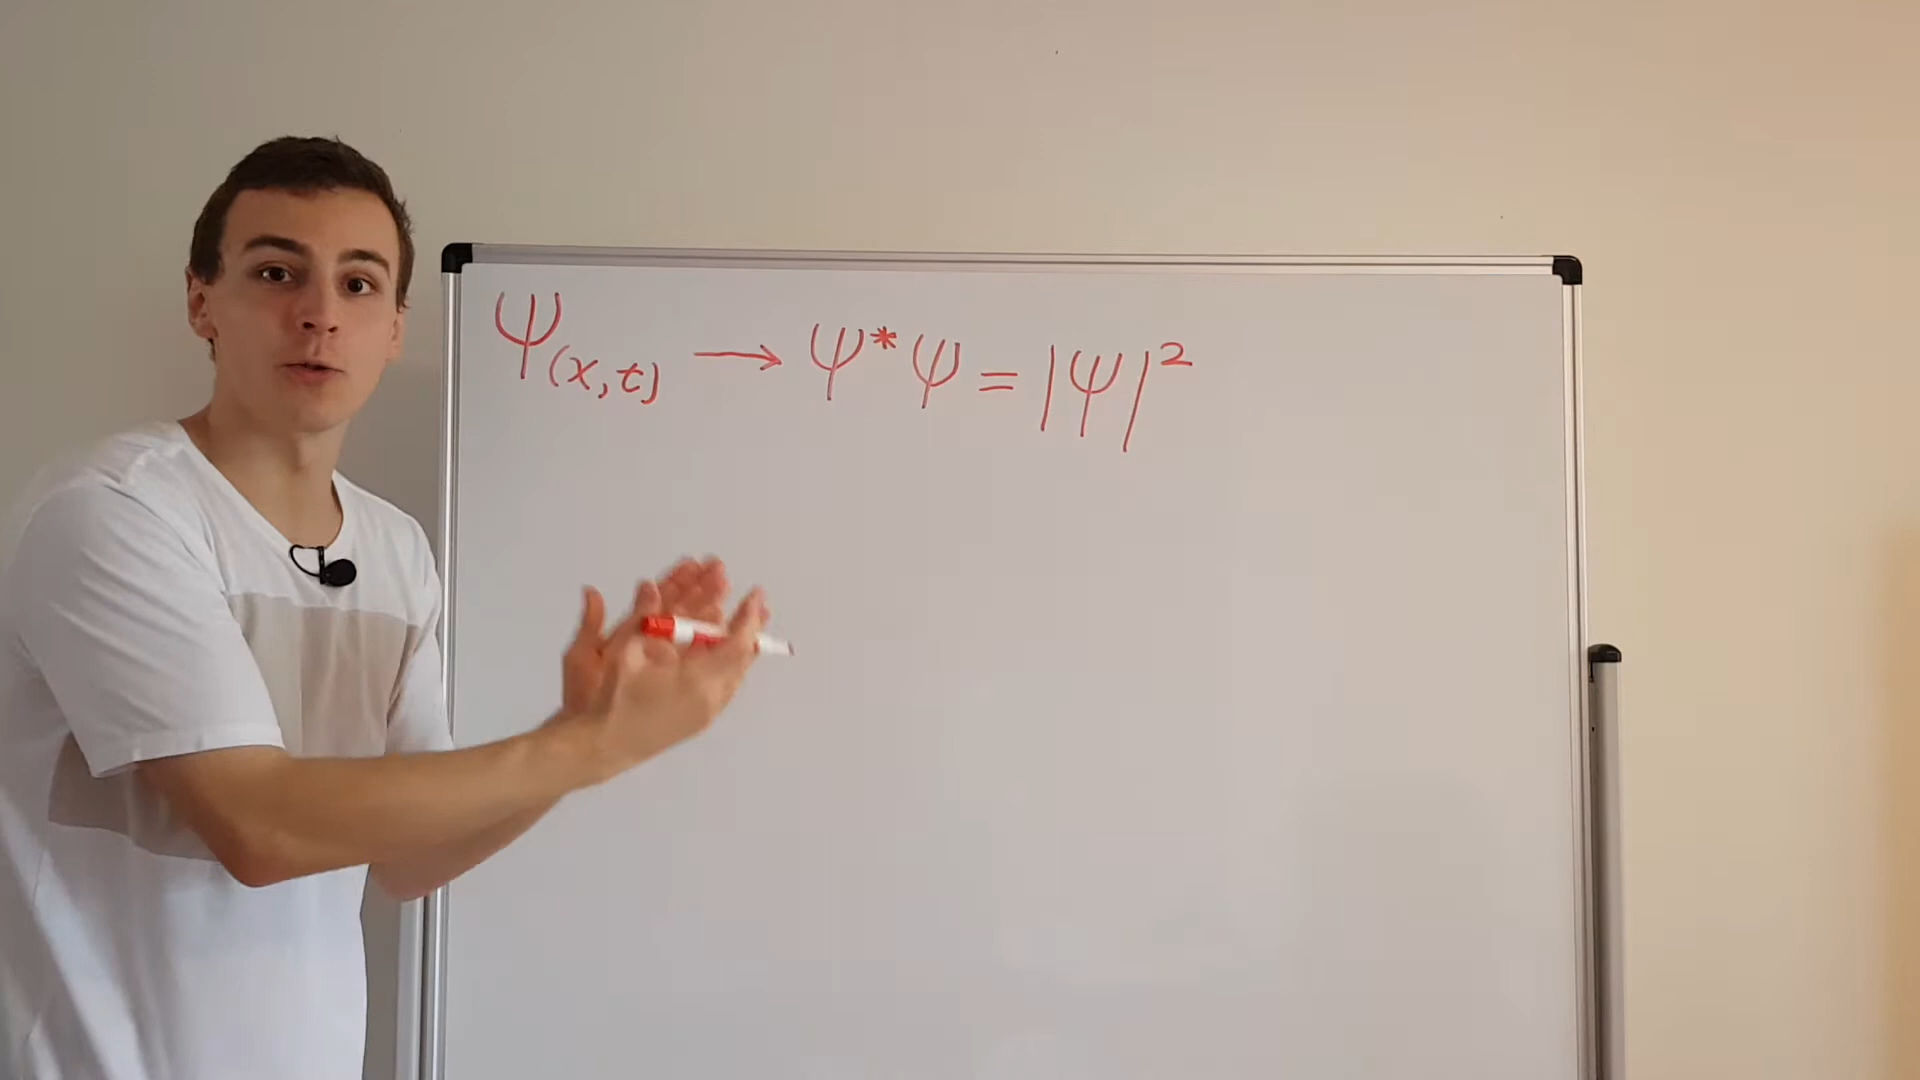 Ψ(x,t) → Ψ*Ψ = |Ψ|²